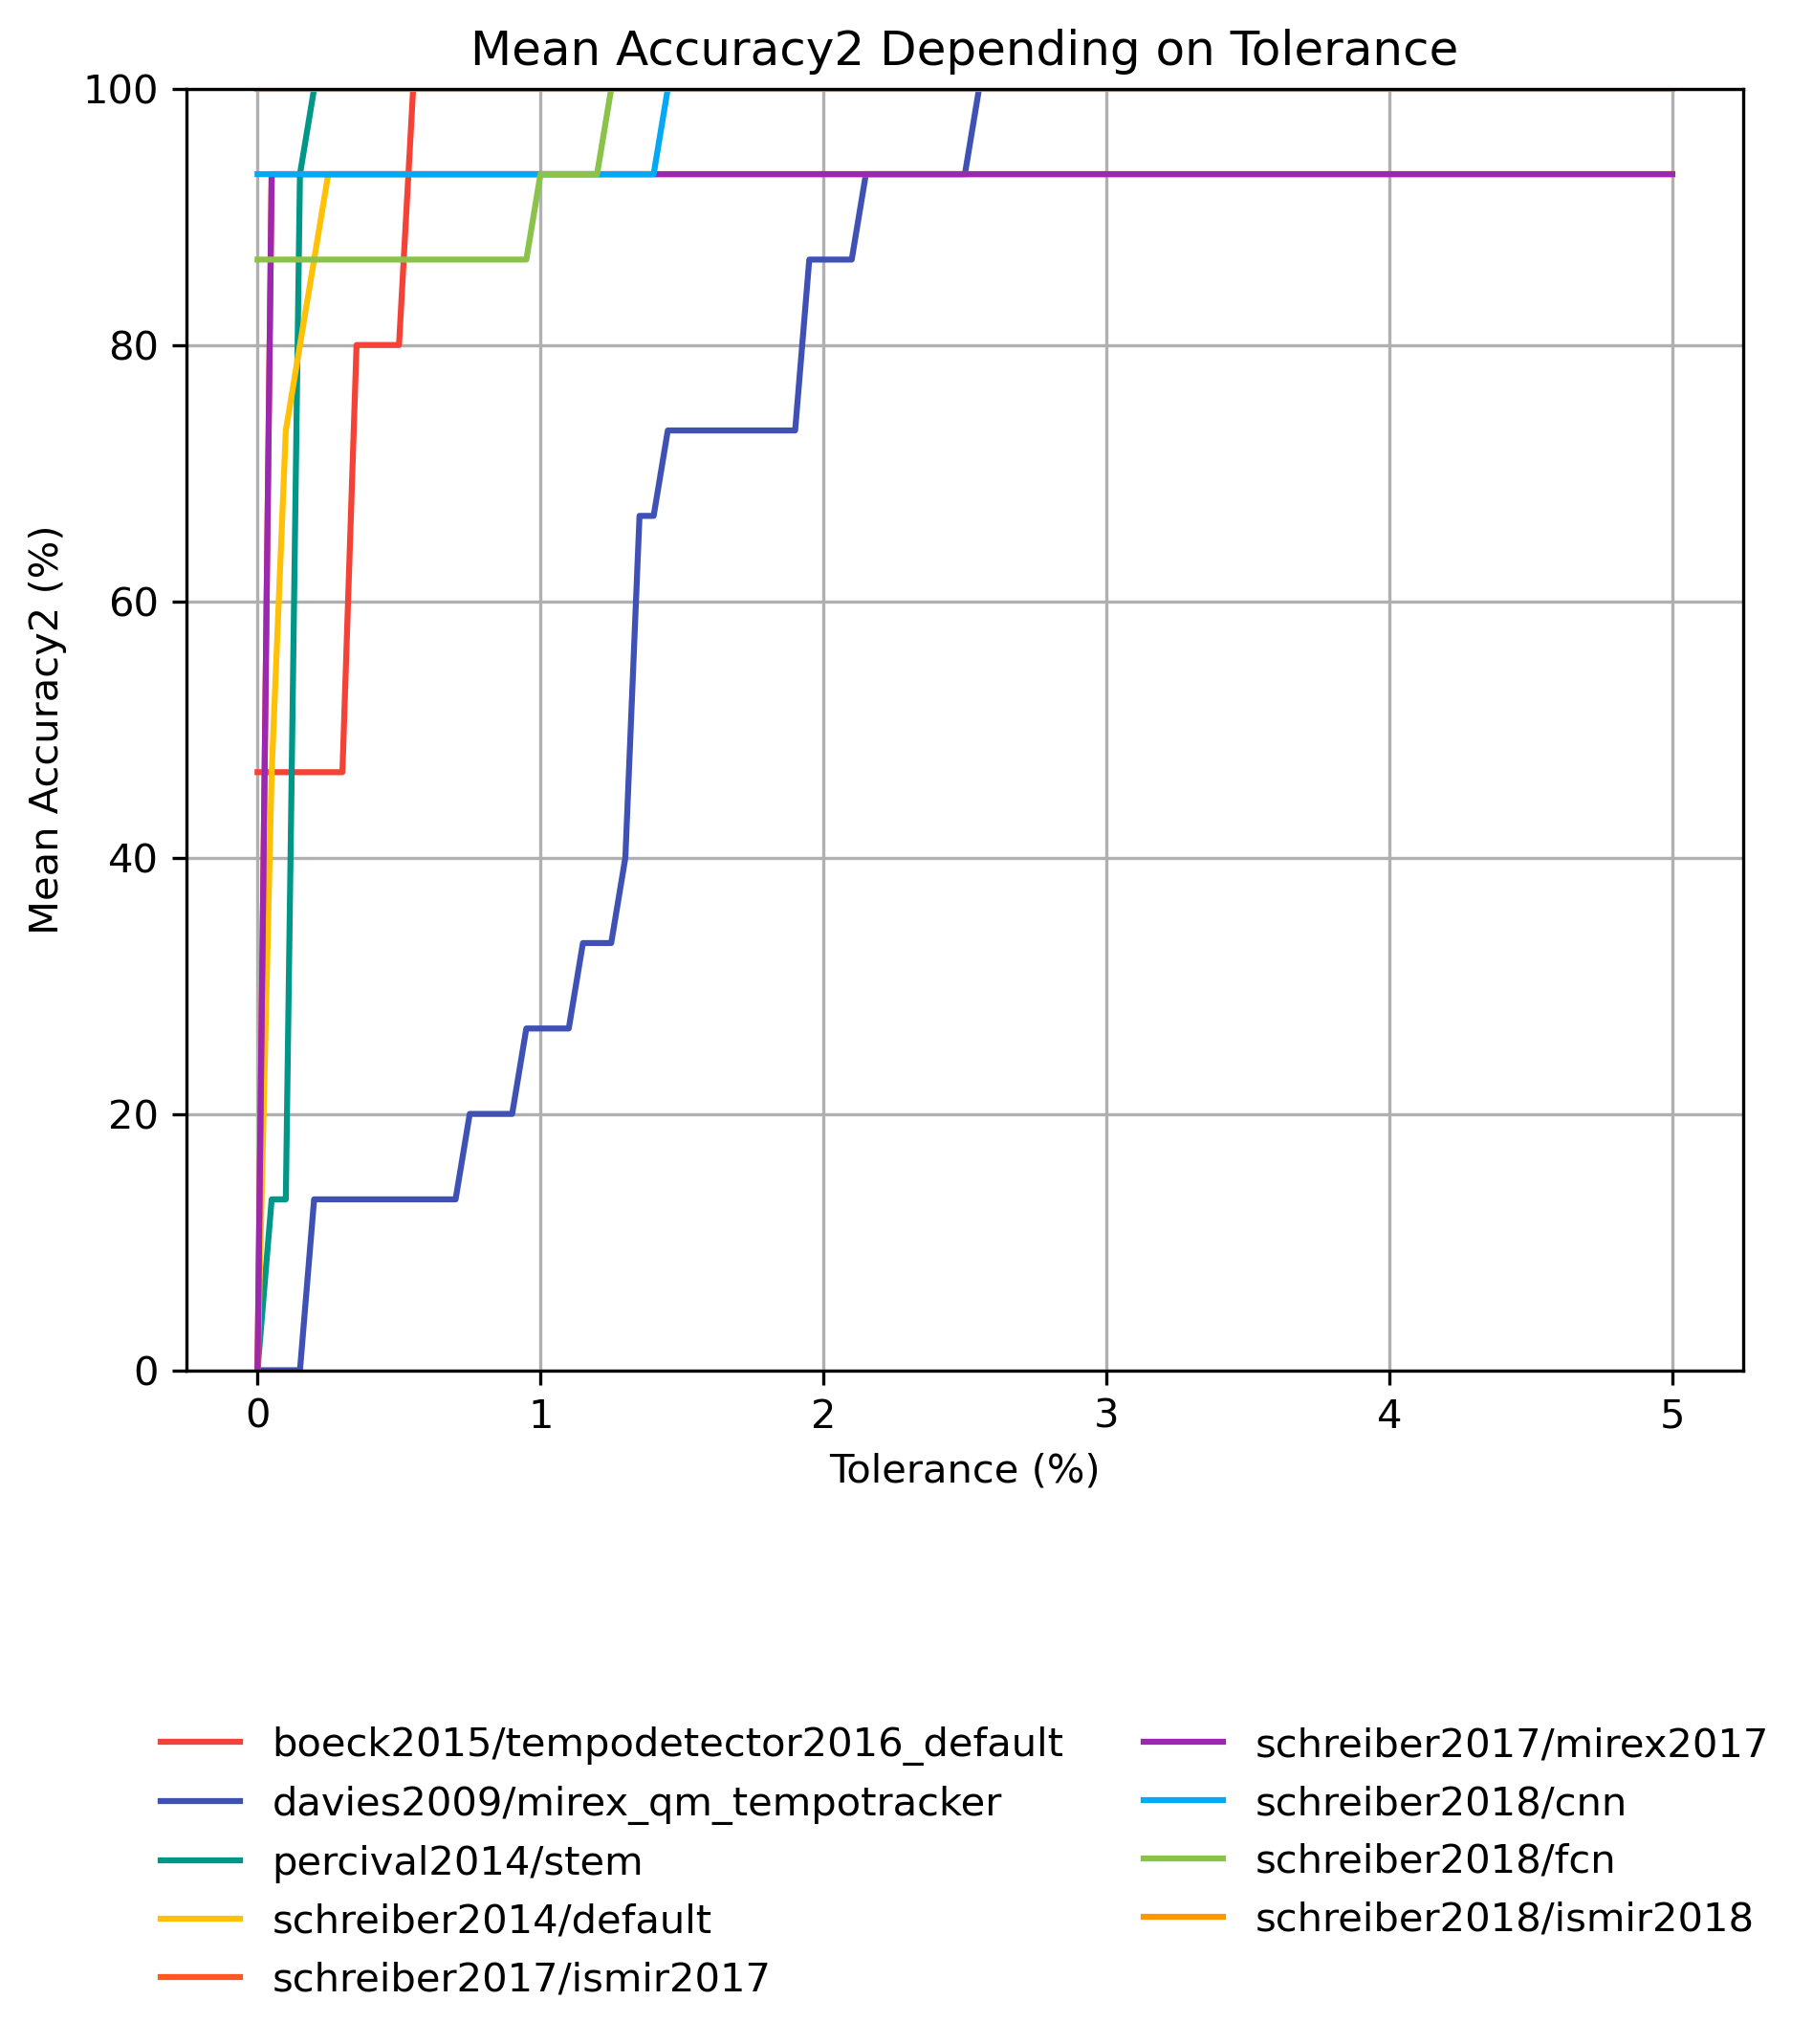 Mean Accuracy2 Depending on Tolerance
100
80
60
40
20
0
Mean Accuracy2 (%)
0 1 2 3 4 5
Tolerance (%)
boeck2015/tempodetector2016_default
davies2009/mirex_qm_tempotracker
percival2014/stem
schreiber2014/default
schreiber2017/ismir2017
schreiber2017/mirex2017
schreiber2018/cnn
schreiber2018/fcn
schreiber2018/ismir2018